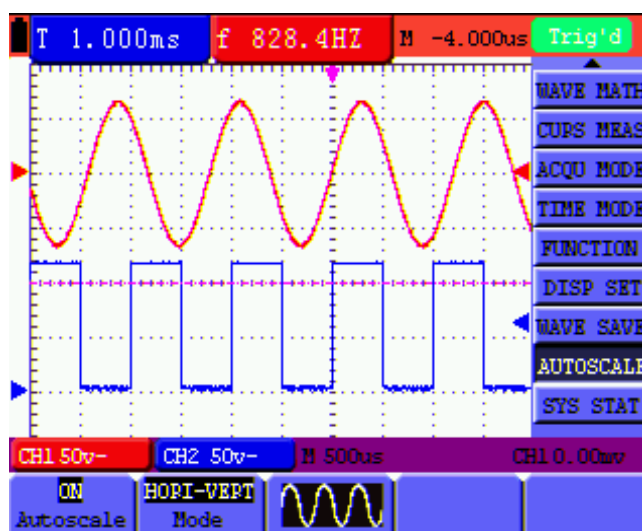 T 1.000ms f 828.4HZ M -4.000us Trig'd
WAVE MATH
CURS MEAS
ACQU MODE
TIME MODE
FUNCTION
DISP SET
WAVE SAVE
AUTOSCALE
SYS STAT
CH1 50v~ CH2 50v~ M 500us CH1 0.00mv
ON HORI-VERT
Autoscale Mode